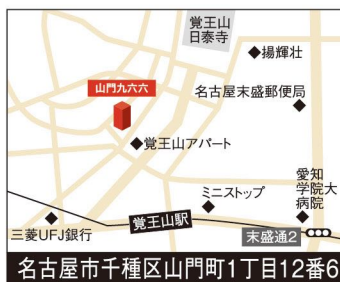 覚王山
日泰寺
揚輝荘
山門九六六
名古屋末盛郵便局
覚王山アパート
ミニストップ
愛知
学院大
病院
覚王山駅
三菱UFJ銀行
末盛通2
名古屋市千種区山門町1丁目12番6